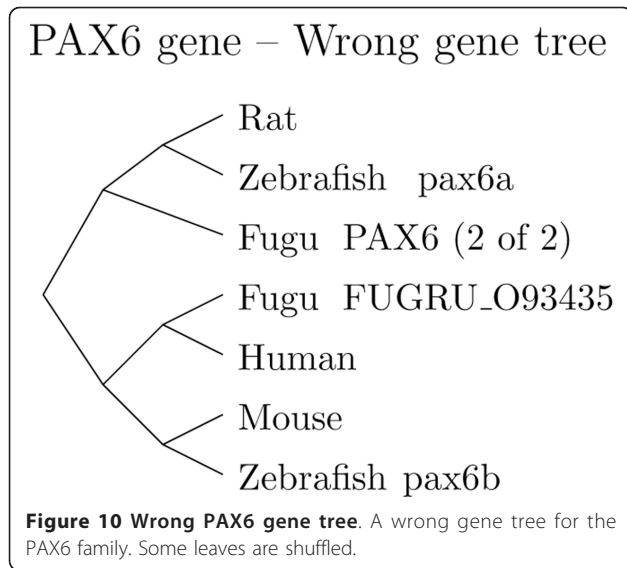 PAX6 gene – Wrong gene tree
Rat
Zebrafish pax6a
Fugu PAX6 (2 of 2)
Fugu FUGRU_O93435
Human
Mouse
Zebrafish pax6b
Figure 10 Wrong PAX6 gene tree. A wrong gene tree for the
PAX6 family. Some leaves are shuffled.